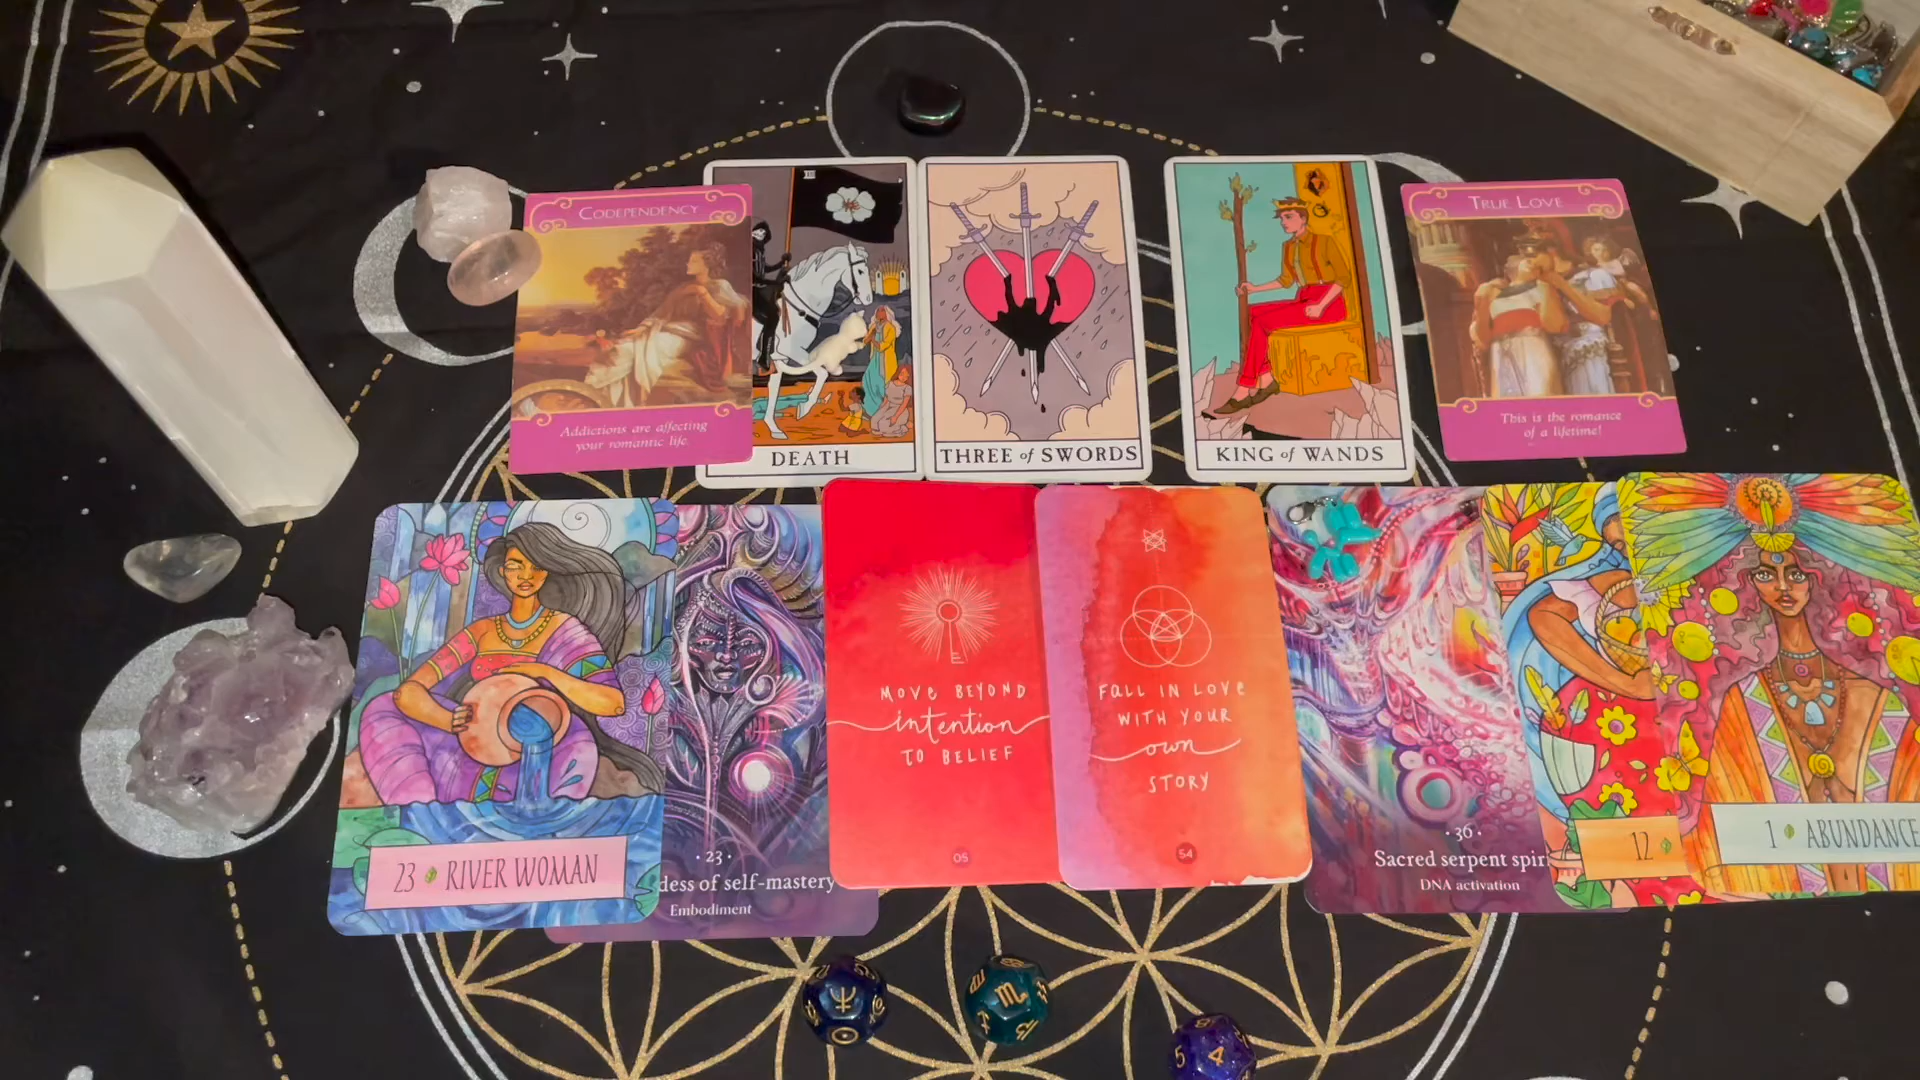 CODEPENDENCY
Addictions are affecting
your romantic life.
DEATH
THREE of SWORDS
KING of WANDS
TRUE LOVE
This is the romance
of a lifetime!
23 RIVER WOMAN
· 23 ·
dess of self-mastery
Embodiment
MOVE BEYOND
intention
TO BELIEF
05
FALL IN LOVE
WITH YOUR
own
STORY
54
· 36 ·
Sacred serpent spir
DNA activation
12
1 ABUNDANCE
5 4